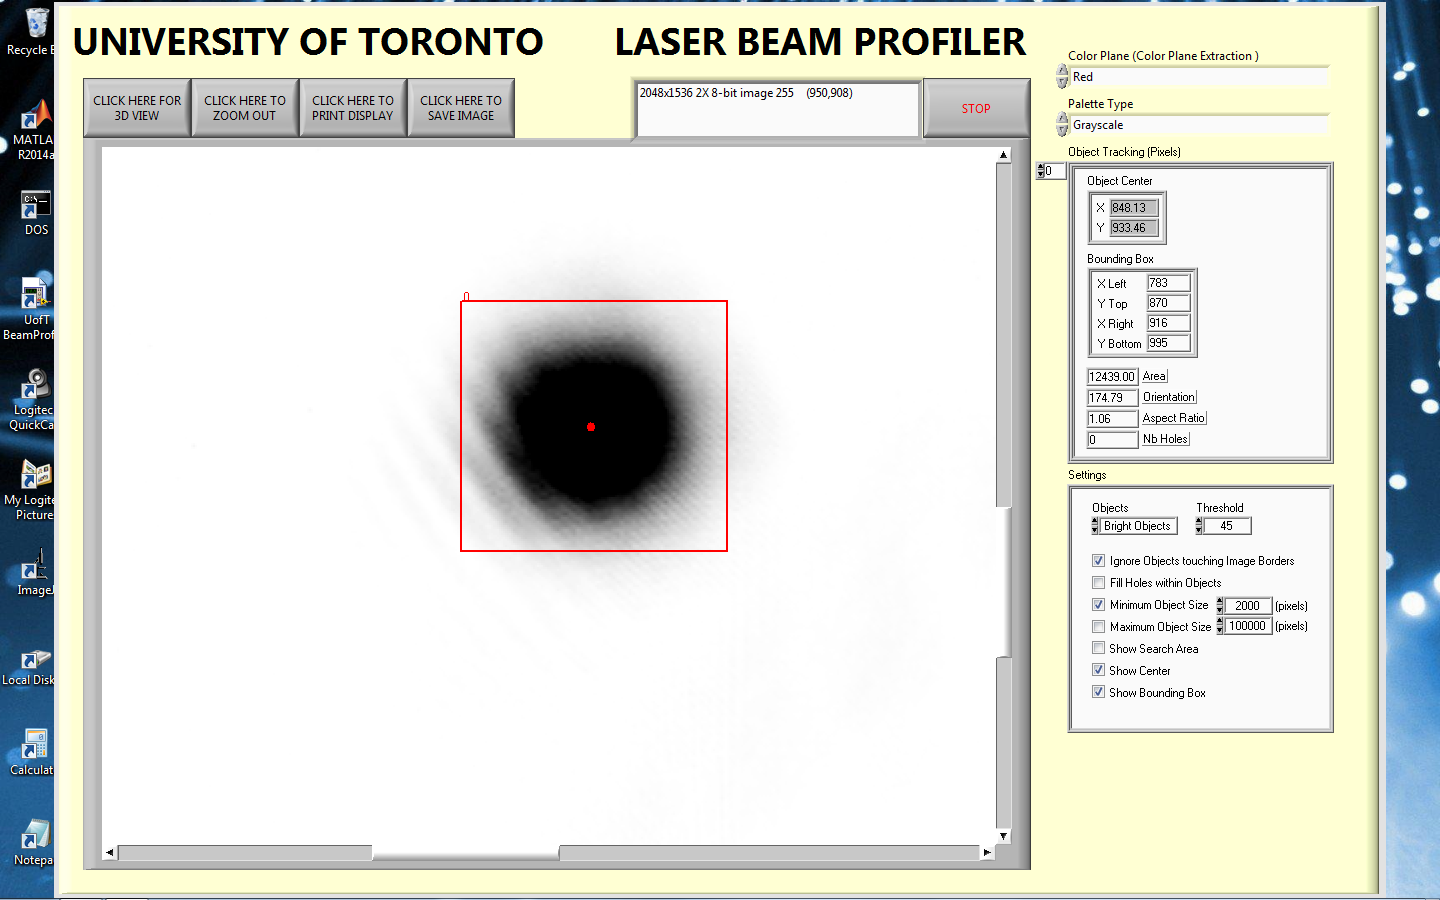 Recycle B
MATLA
R2014a
DOS
UofT
BeamProf
Logitec
QuickCa
My Logite
Picture
ImageJ
Local Disk
Calculat
Notepa
UNIVERSITY OF TORONTO LASER BEAM PROFILER
CLICK HERE FOR
3D VIEW
CLICK HERE TO
ZOOM OUT
CLICK HERE TO
PRINT DISPLAY
CLICK HERE TO
SAVE IMAGE
2048x1536 2X 8-bit image 255 (950,908)
STOP
0
Color Plane (Color Plane Extraction )
Red
Palette Type
Grayscale
Object Tracking (Pixels)
0
Object Center
X 848.13
Y 933.46
Bounding Box
X Left 783
Y Top 870
X Right 916
Y Bottom 995
12439.00 Area
174.79 Orientation
1.06 Aspect Ratio
0 Nb Holes
Settings
Objects Threshold
Bright Objects 45
Ignore Objects touching Image Borders
Fill Holes within Objects
Minimum Object Size 2000 (pixels)
Maximum Object Size 100000 (pixels)
Show Search Area
Show Center
Show Bounding Box